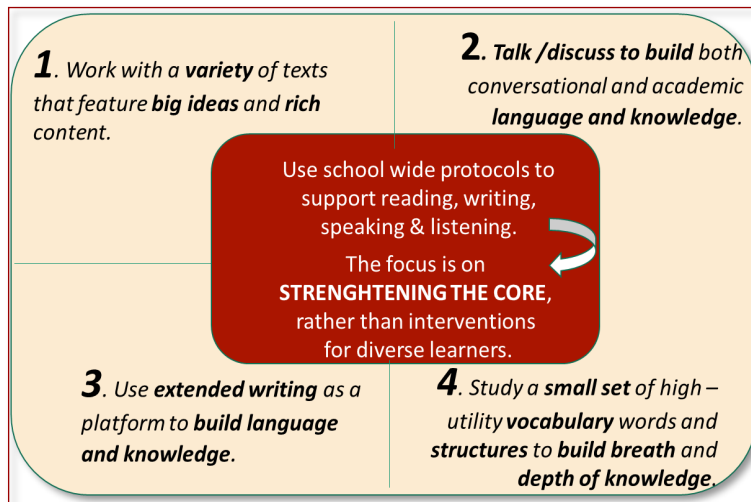 1. Work with a variety of texts
that feature big ideas and rich
content.
2. Talk /discuss to build both
conversational and academic
language and knowledge.
Use school wide protocols to
support reading, writing,
speaking & listening.
The focus is on
STRENGHTENING THE CORE,
rather than interventions
for diverse learners.
3. Use extended writing as a
platform to build language
and knowledge.
4. Study a small set of high –
utility vocabulary words and
structures to build breath and
depth of knowledge.